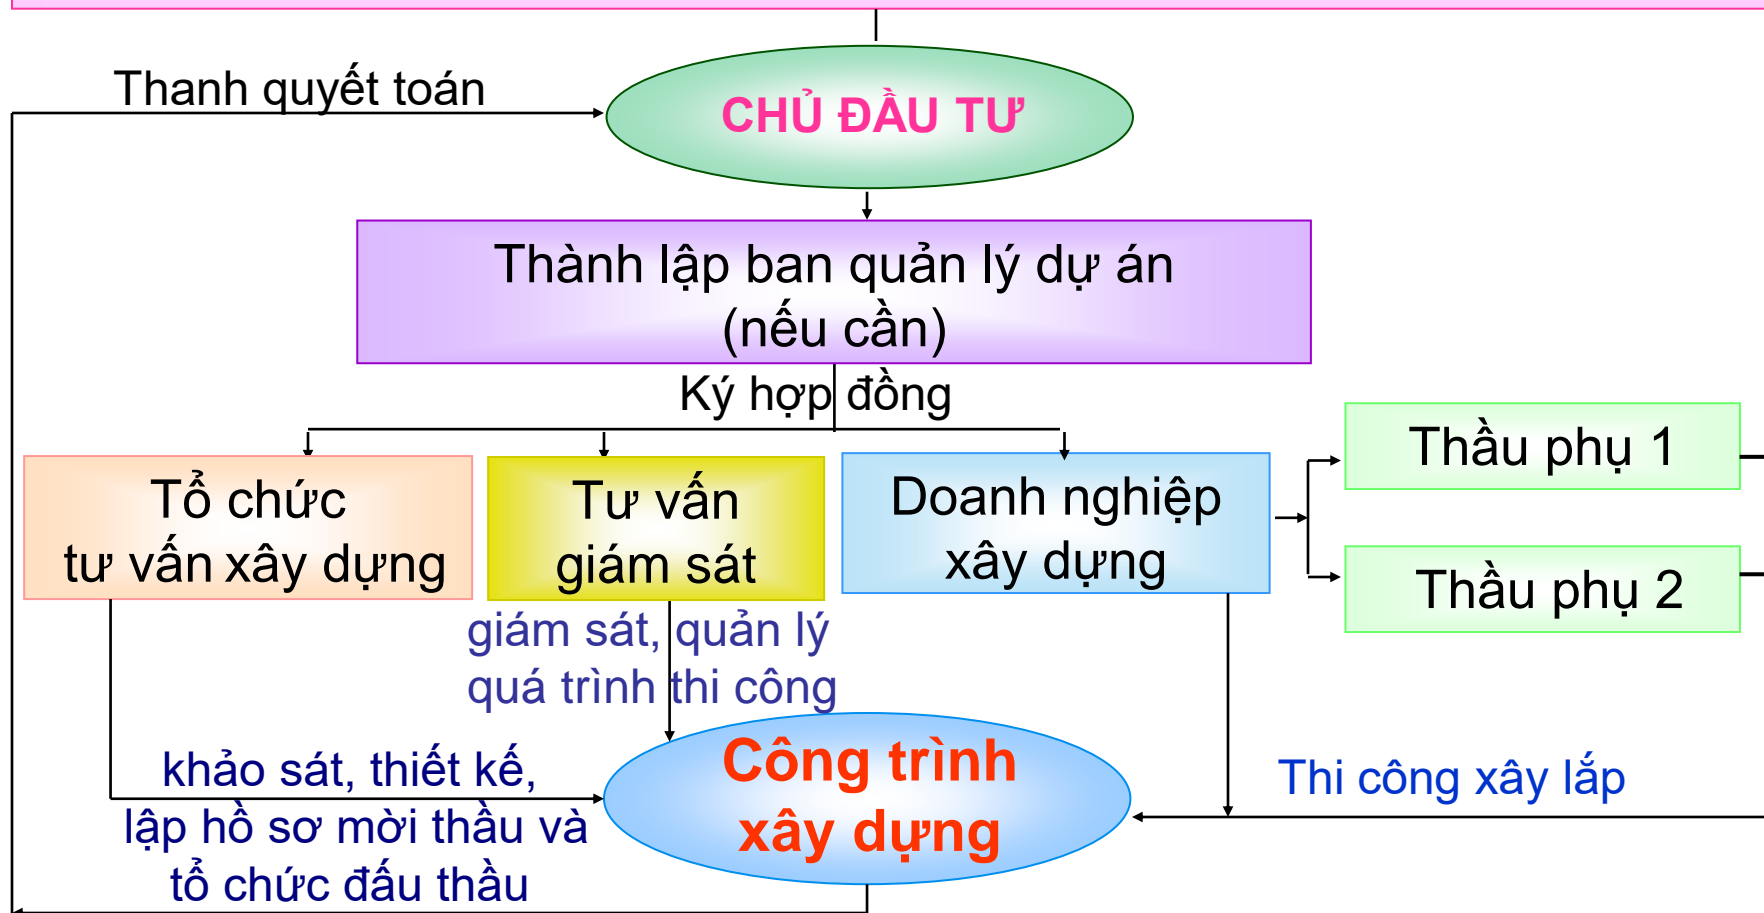 Thanh quyết toán
CHỦ ĐẦU TƯ
Thành lập ban quản lý dự án
(nếu cần)
Ký hợp đồng
Tổ chức
tư vấn xây dựng
Tư vấn
giám sát
Doanh nghiệp
xây dựng
Thầu phụ 1
Thầu phụ 2
giám sát, quản lý
quá trình thi công
khảo sát, thiết kế,
lập hồ sơ mời thầu và
tổ chức đấu thầu
Công trình
xây dựng
Thi công xây lắp